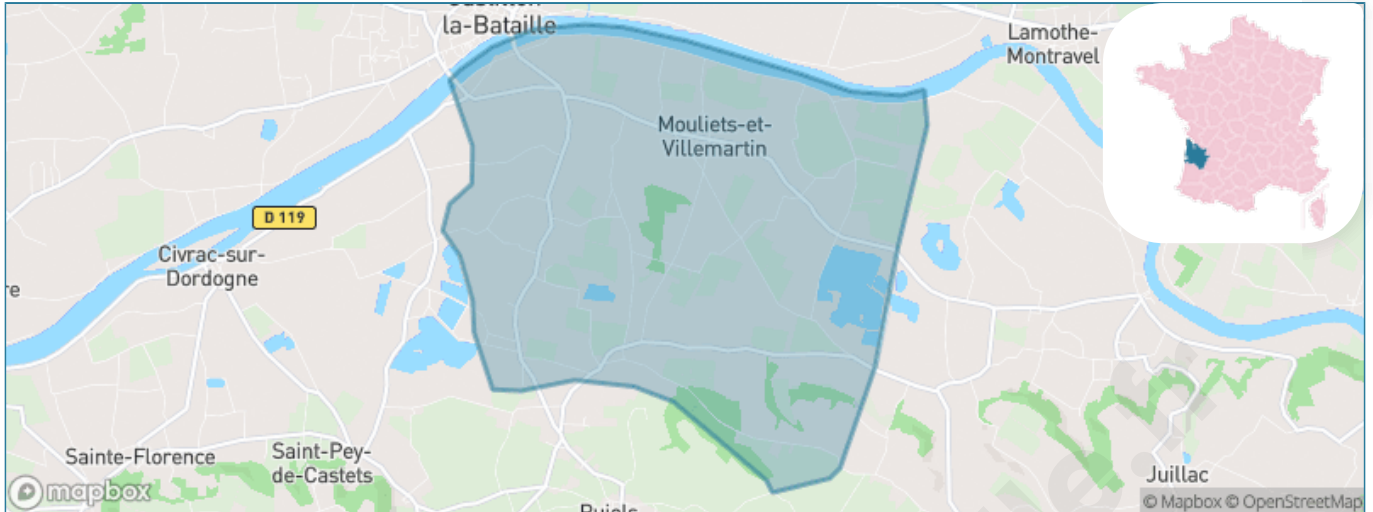 la-Bataille
Lamothe-
Montravel
Mouliets-et-
Villemartin
D 119
Civrac-sur-
Dordogne
Sainte-Florence
Saint-Pey-
de-Castets
Juillac
mapbox
© Mapbox © OpenStreetMap